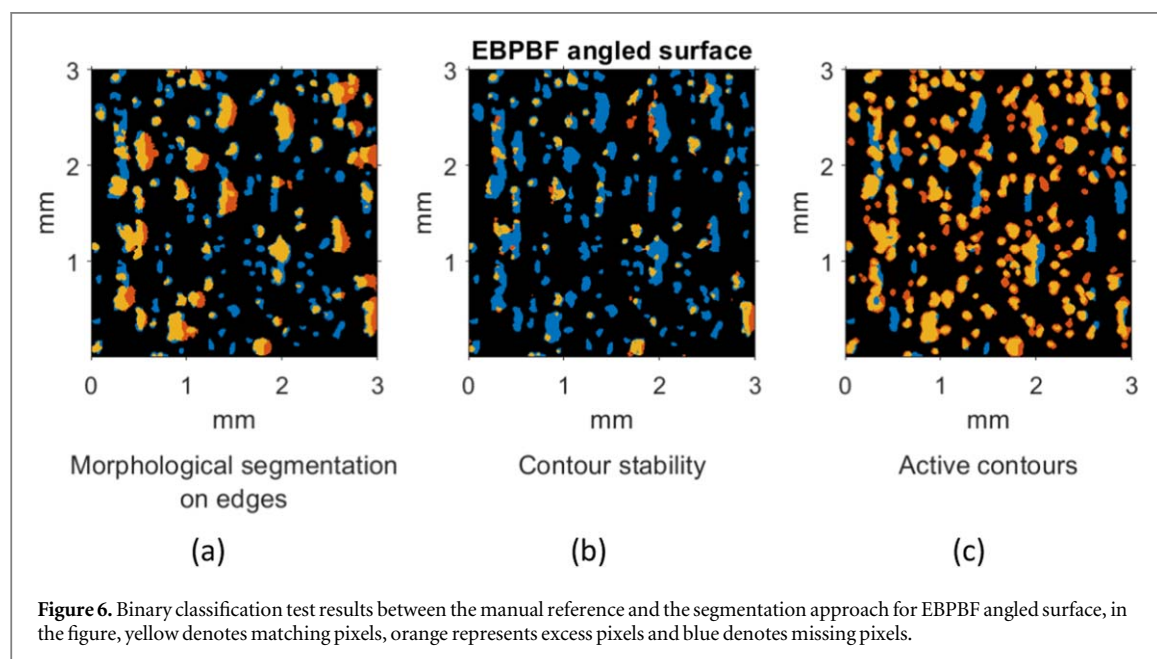 EBPBF angled surface
3
2
1
mm
0
1
2
3
mm
Morphological segmentation
on edges
(a)
3
2
1
mm
0
1
2
3
mm
Contour stability
(b)
3
2
1
mm
0
1
2
3
mm
Active contours
(c)
Figure 6. Binary classification test results between the manual reference and the segmentation approach for EBPBF angled surface, in
the figure, yellow denotes matching pixels, orange represents excess pixels and blue denotes missing pixels.